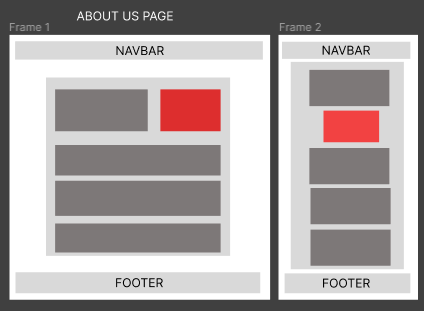 ABOUT US PAGE
Frame 1
Frame 2
NAVBAR
NAVBAR
FOOTER
FOOTER